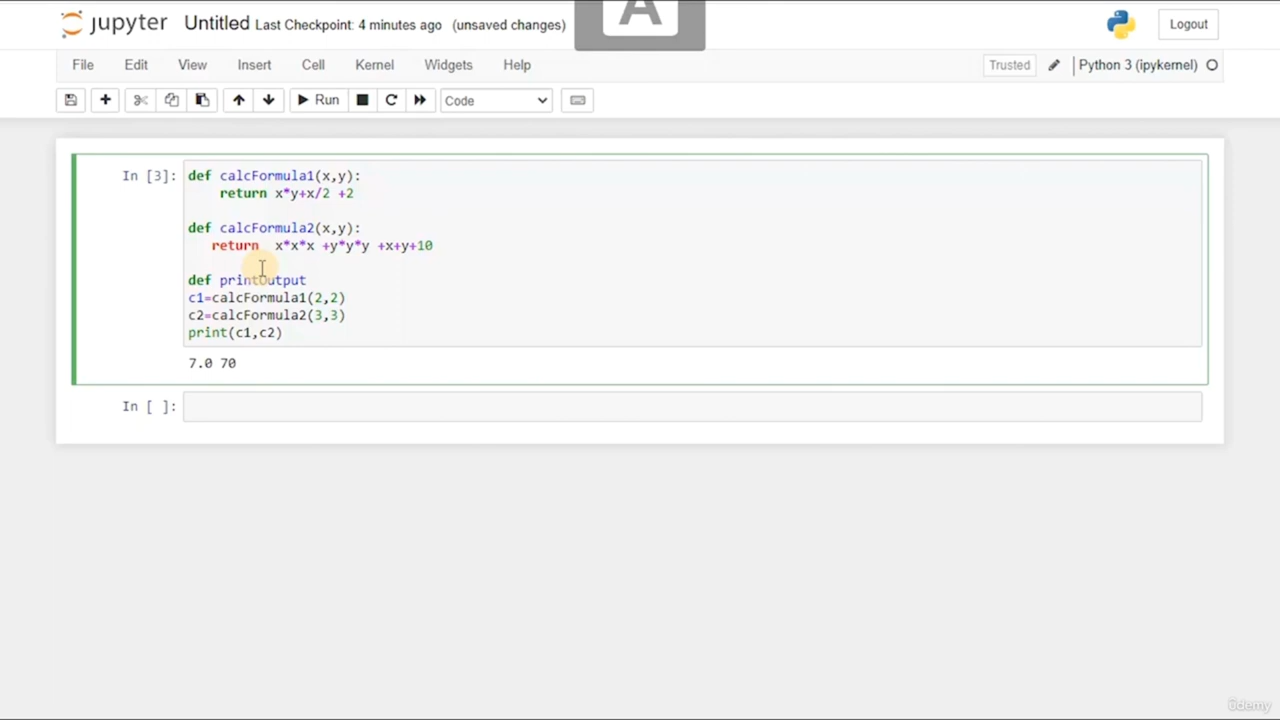 A
jupyter Untitled Last Checkpoint: 4 minutes ago (unsaved changes) Logout
File Edit View Insert Cell Kernel Widgets Help Trusted Python 3 (ipykernel)
Run Code
In [3]: def calcFormula1(x,y):
return x*y+x/2 +2
def calcFormula2(x,y):
return  x*x*x +y*y*y +x+y+10
def printOutput
c1=calcFormula1(2,2)
c2=calcFormula2(3,3)
print(c1,c2)
7.0 70
In [ ]:
ûdemy